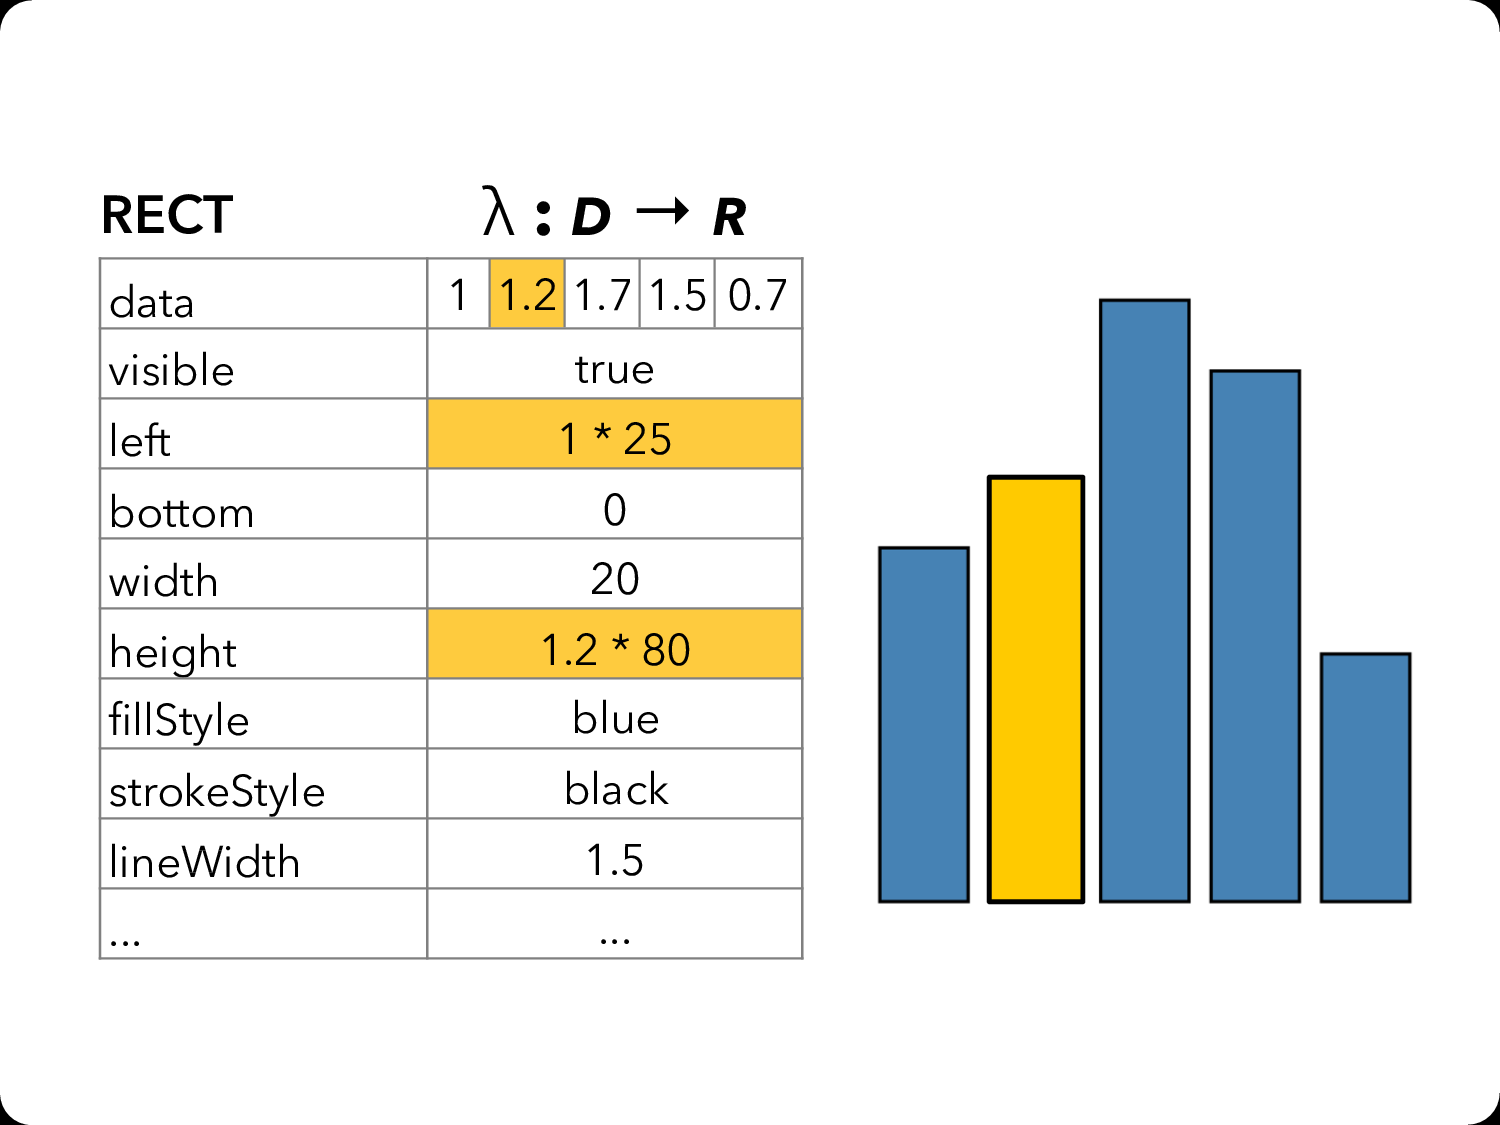 RECT λ : D → R
data 1 1.2 1.7 1.5 0.7
visible true
left 1 * 25
bottom 0
width 20
height 1.2 * 80
fillStyle blue
strokeStyle black
lineWidth 1.5
... ...